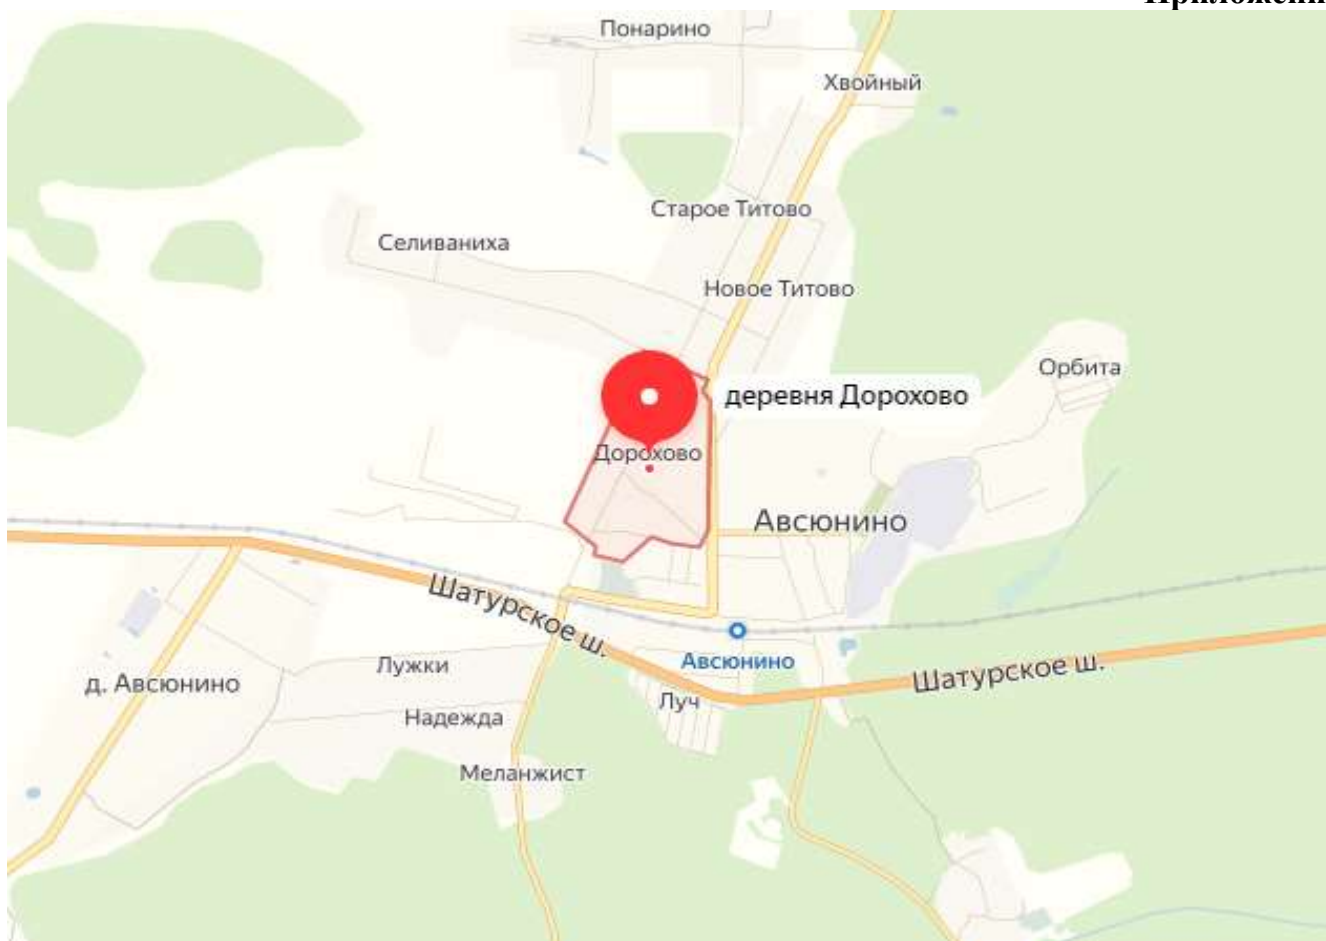 Понарино
Хвойный
Старое Титово
Селиваниха
Новое Титово
Орбита
деревня Дорохово
Дорохово
Авсюнино
Шатурское ш.
Авсюнино
Лужки
Шатурское ш.
д. Авсюнино
Луч
Надежда
Меланжист